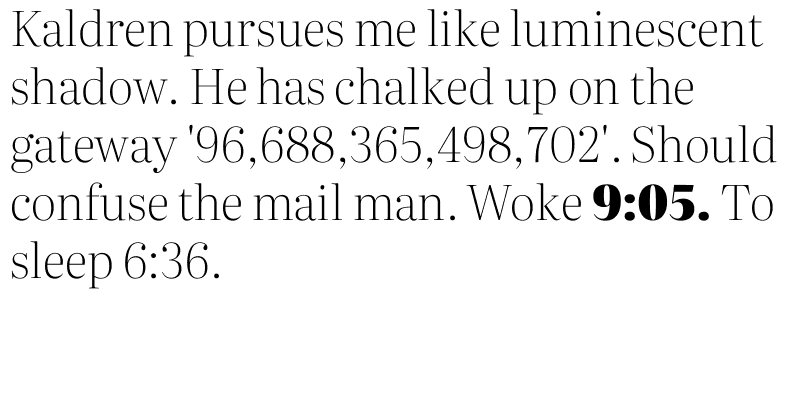 Kaldren pursues me like luminescent
shadow. He has chalked up on the
gateway '96,688,365,498,702'. Should
confuse the mail man. Woke 9:05. To
sleep 6:36.